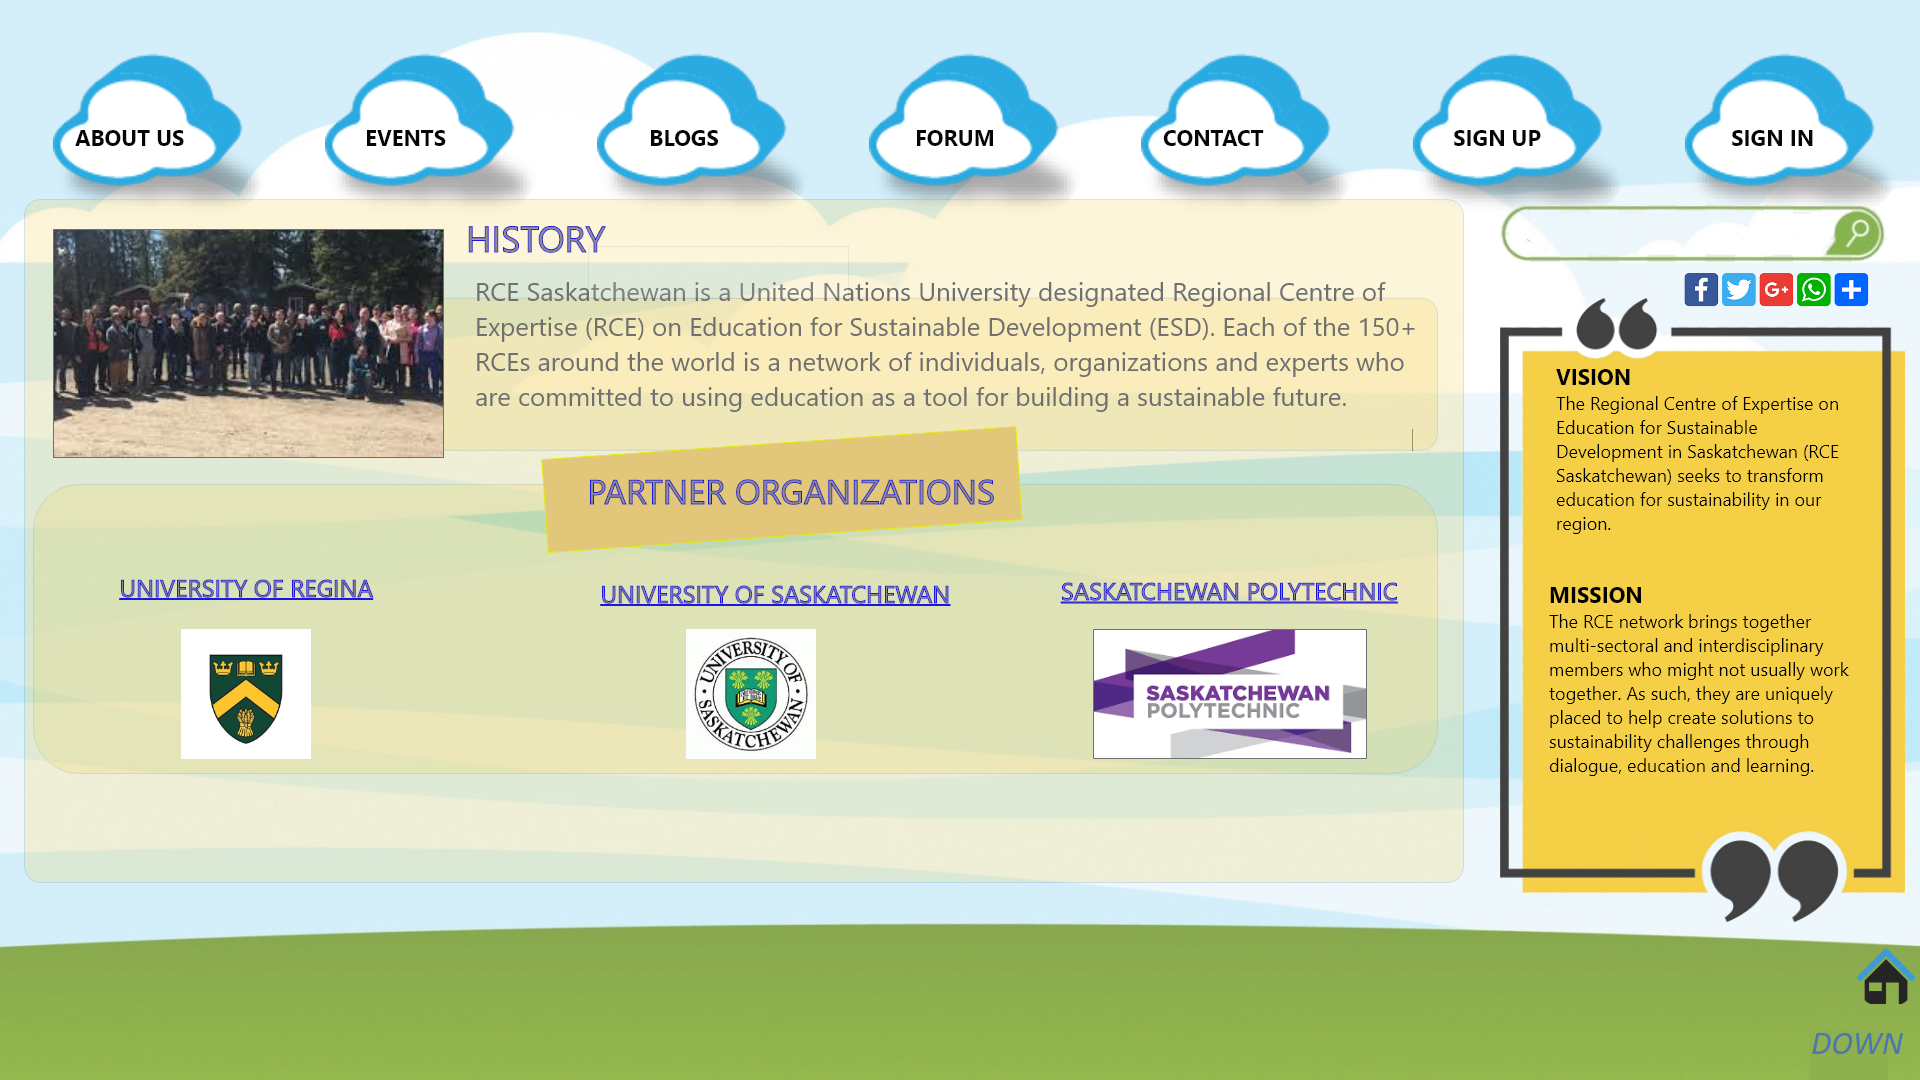 ABOUT US
EVENTS
BLOGS
FORUM
CONTACT
SIGN UP
SIGN IN
HISTORY
RCE Saskatchewan is a United Nations University designated Regional Centre of
Expertise (RCE) on Education for Sustainable Development (ESD). Each of the 150+
RCEs around the world is a network of individuals, organizations and experts who
are committed to using education as a tool for building a sustainable future.
PARTNER ORGANIZATIONS
UNIVERSITY OF REGINA
UNIVERSITY OF SASKATCHEWAN
SASKATCHEWAN POLYTECHNIC
UNIVERSITY OF
SASKATCHEWAN
SASKATCHEWAN
POLYTECHNIC
G+
VISION
The Regional Centre of Expertise on
Education for Sustainable
Development in Saskatchewan (RCE
Saskatchewan) seeks to transform
education for sustainability in our
region.
MISSION
The RCE network brings together
multi-sectoral and interdisciplinary
members who might not usually work
together. As such, they are uniquely
placed to help create solutions to
sustainability challenges through
dialogue, education and learning.
DOWN